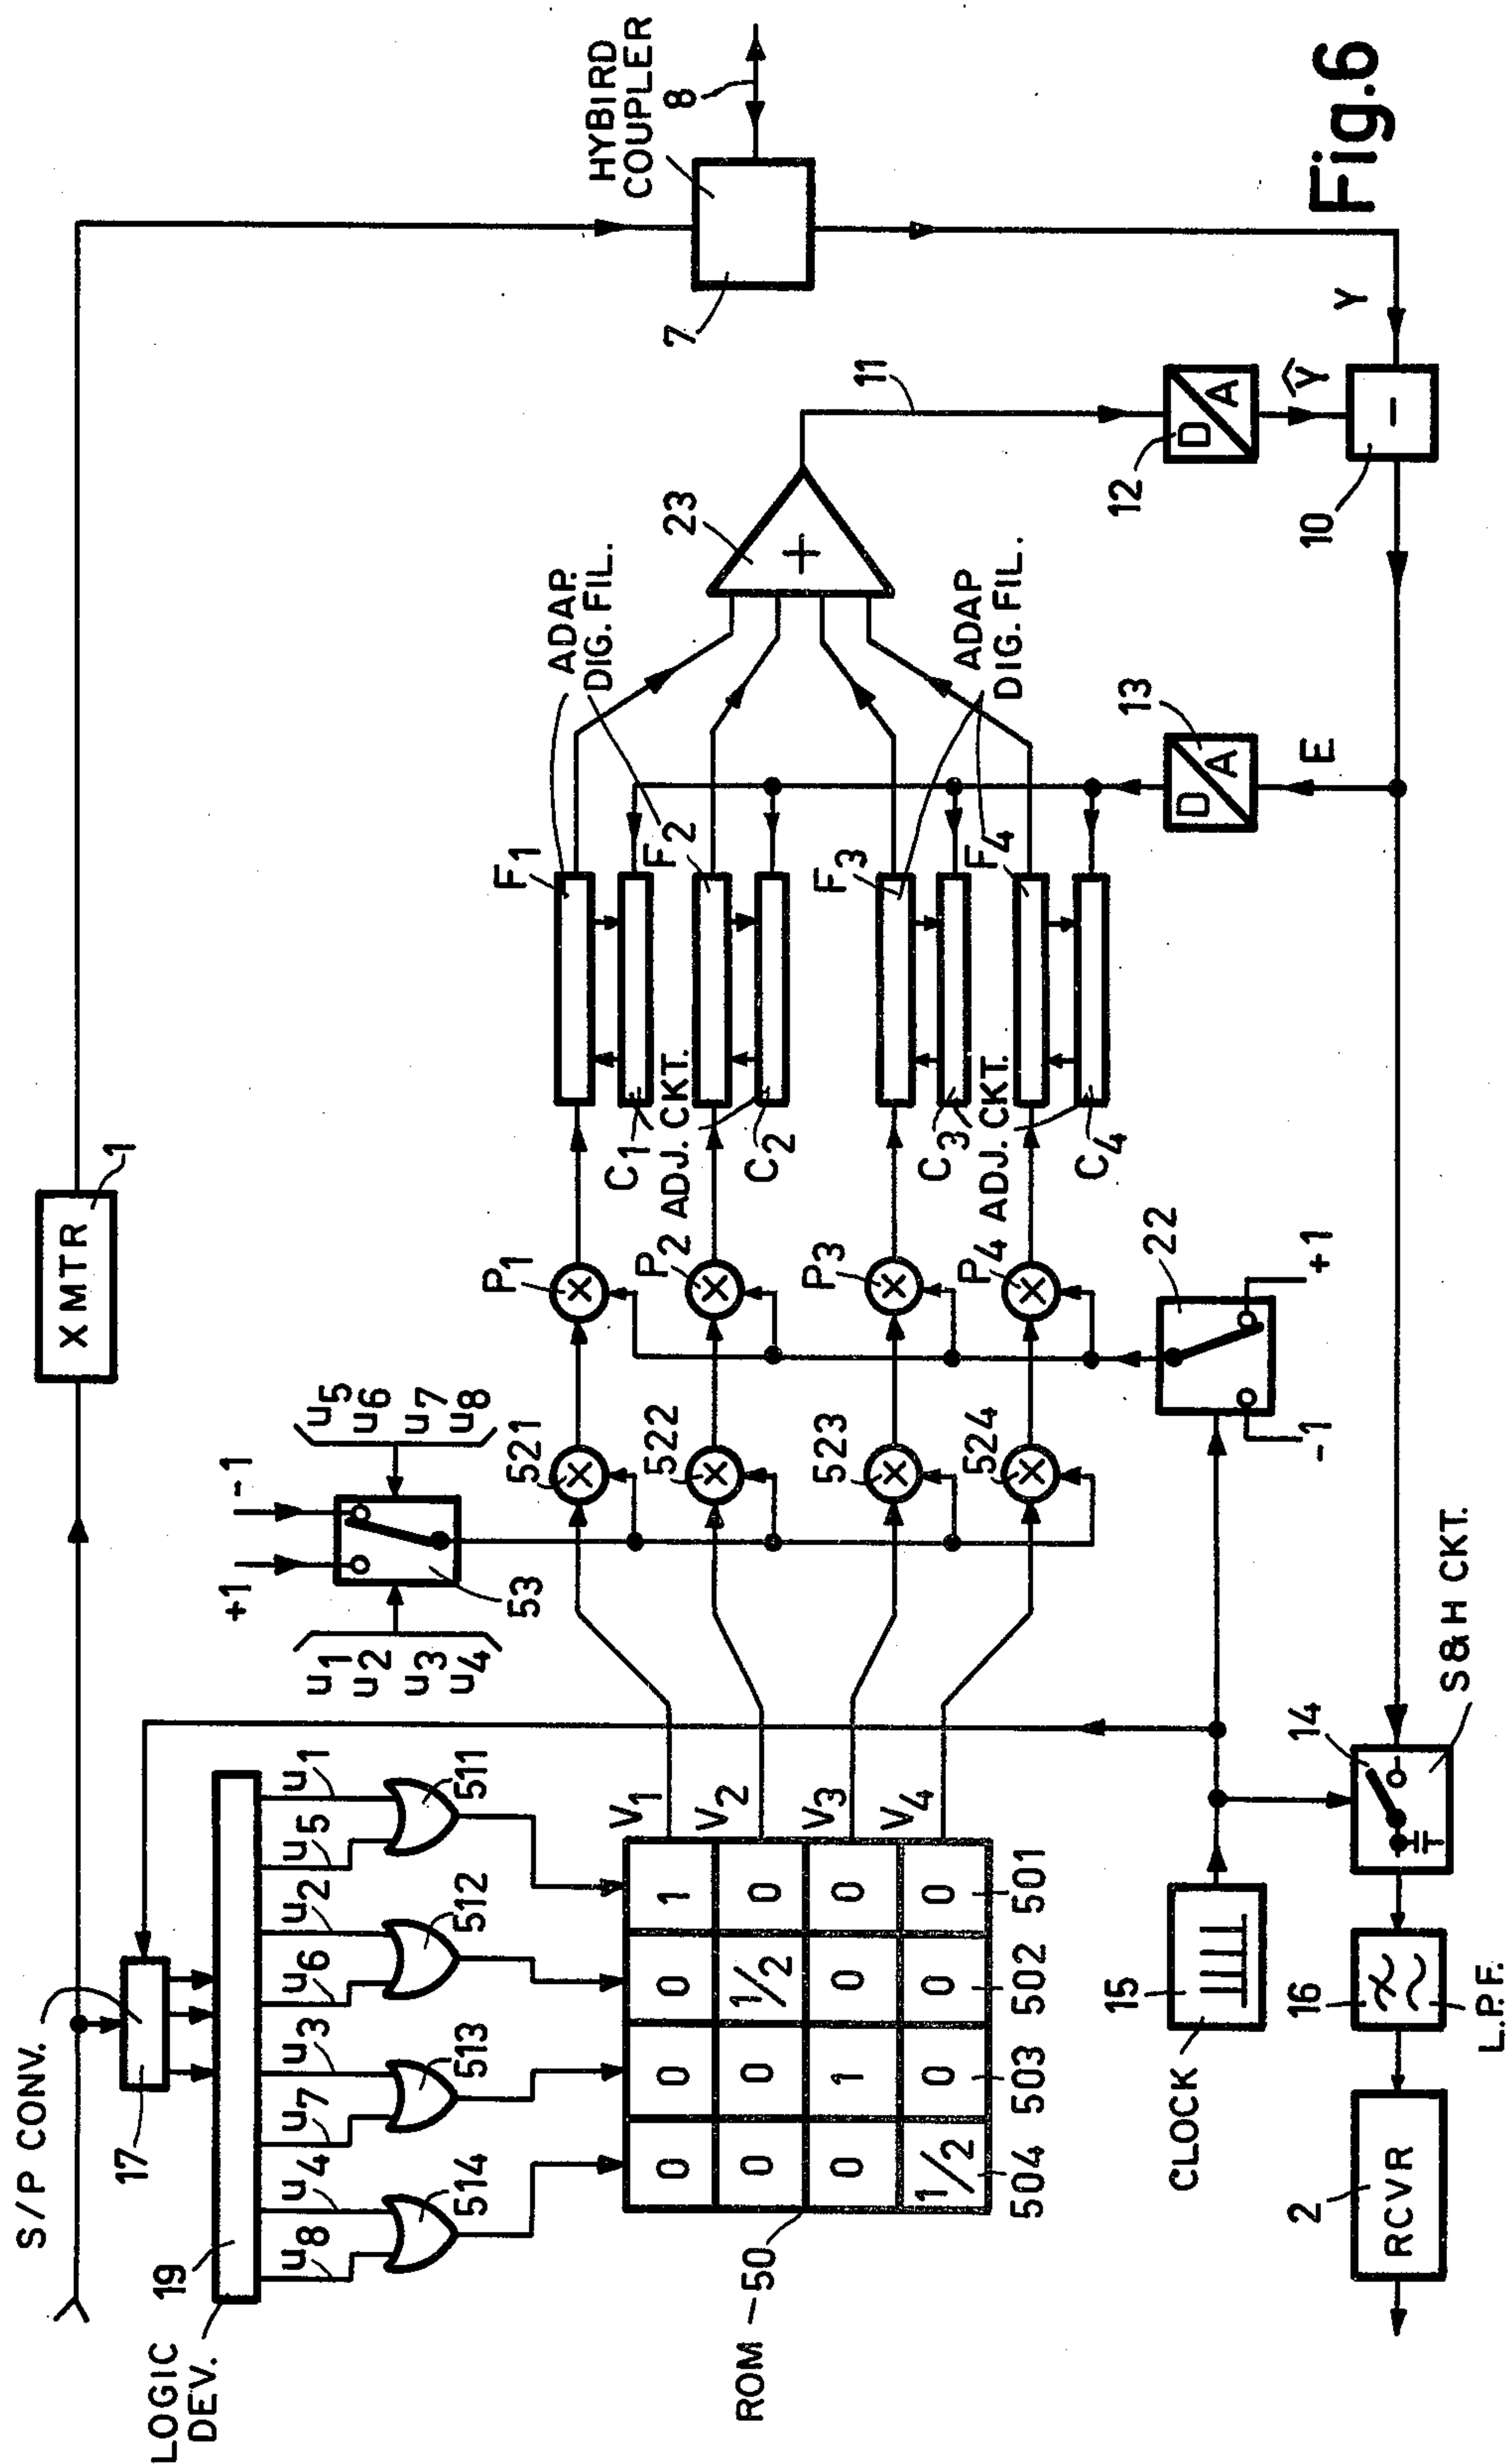 S/P CONV.
17
LOGIC
DEV.
19
u8
u4
u7
u3
u6
u2
u5
u1
514
513
512
511
ROM
50
0
0
0
1
0
0
1/2
0
0
1
0
0
1/2
0
0
0
504
503
502
501
V1
V2
V3
V4
u1
u2
u3
u4
+1
-1
53
u5
u6
u7
u8
521
522
523
524
P1
P2
P3
P4
X MTR
1
C1
ADJ. CKT.
C2
C3
ADJ. CKT.
C4
F1
F2
F3
F4
ADAP.
DIG. FIL.
ADAP
DIG. FIL.
23
+
11
HYBIRD
COUPLER
7
8
Y
Ŷ
D
A
12
-
10
D
A
13
E
22
-1
+1
CLOCK
15
14
S&H CKT.
16
L.P.F.
2
RCVR
Fig.6